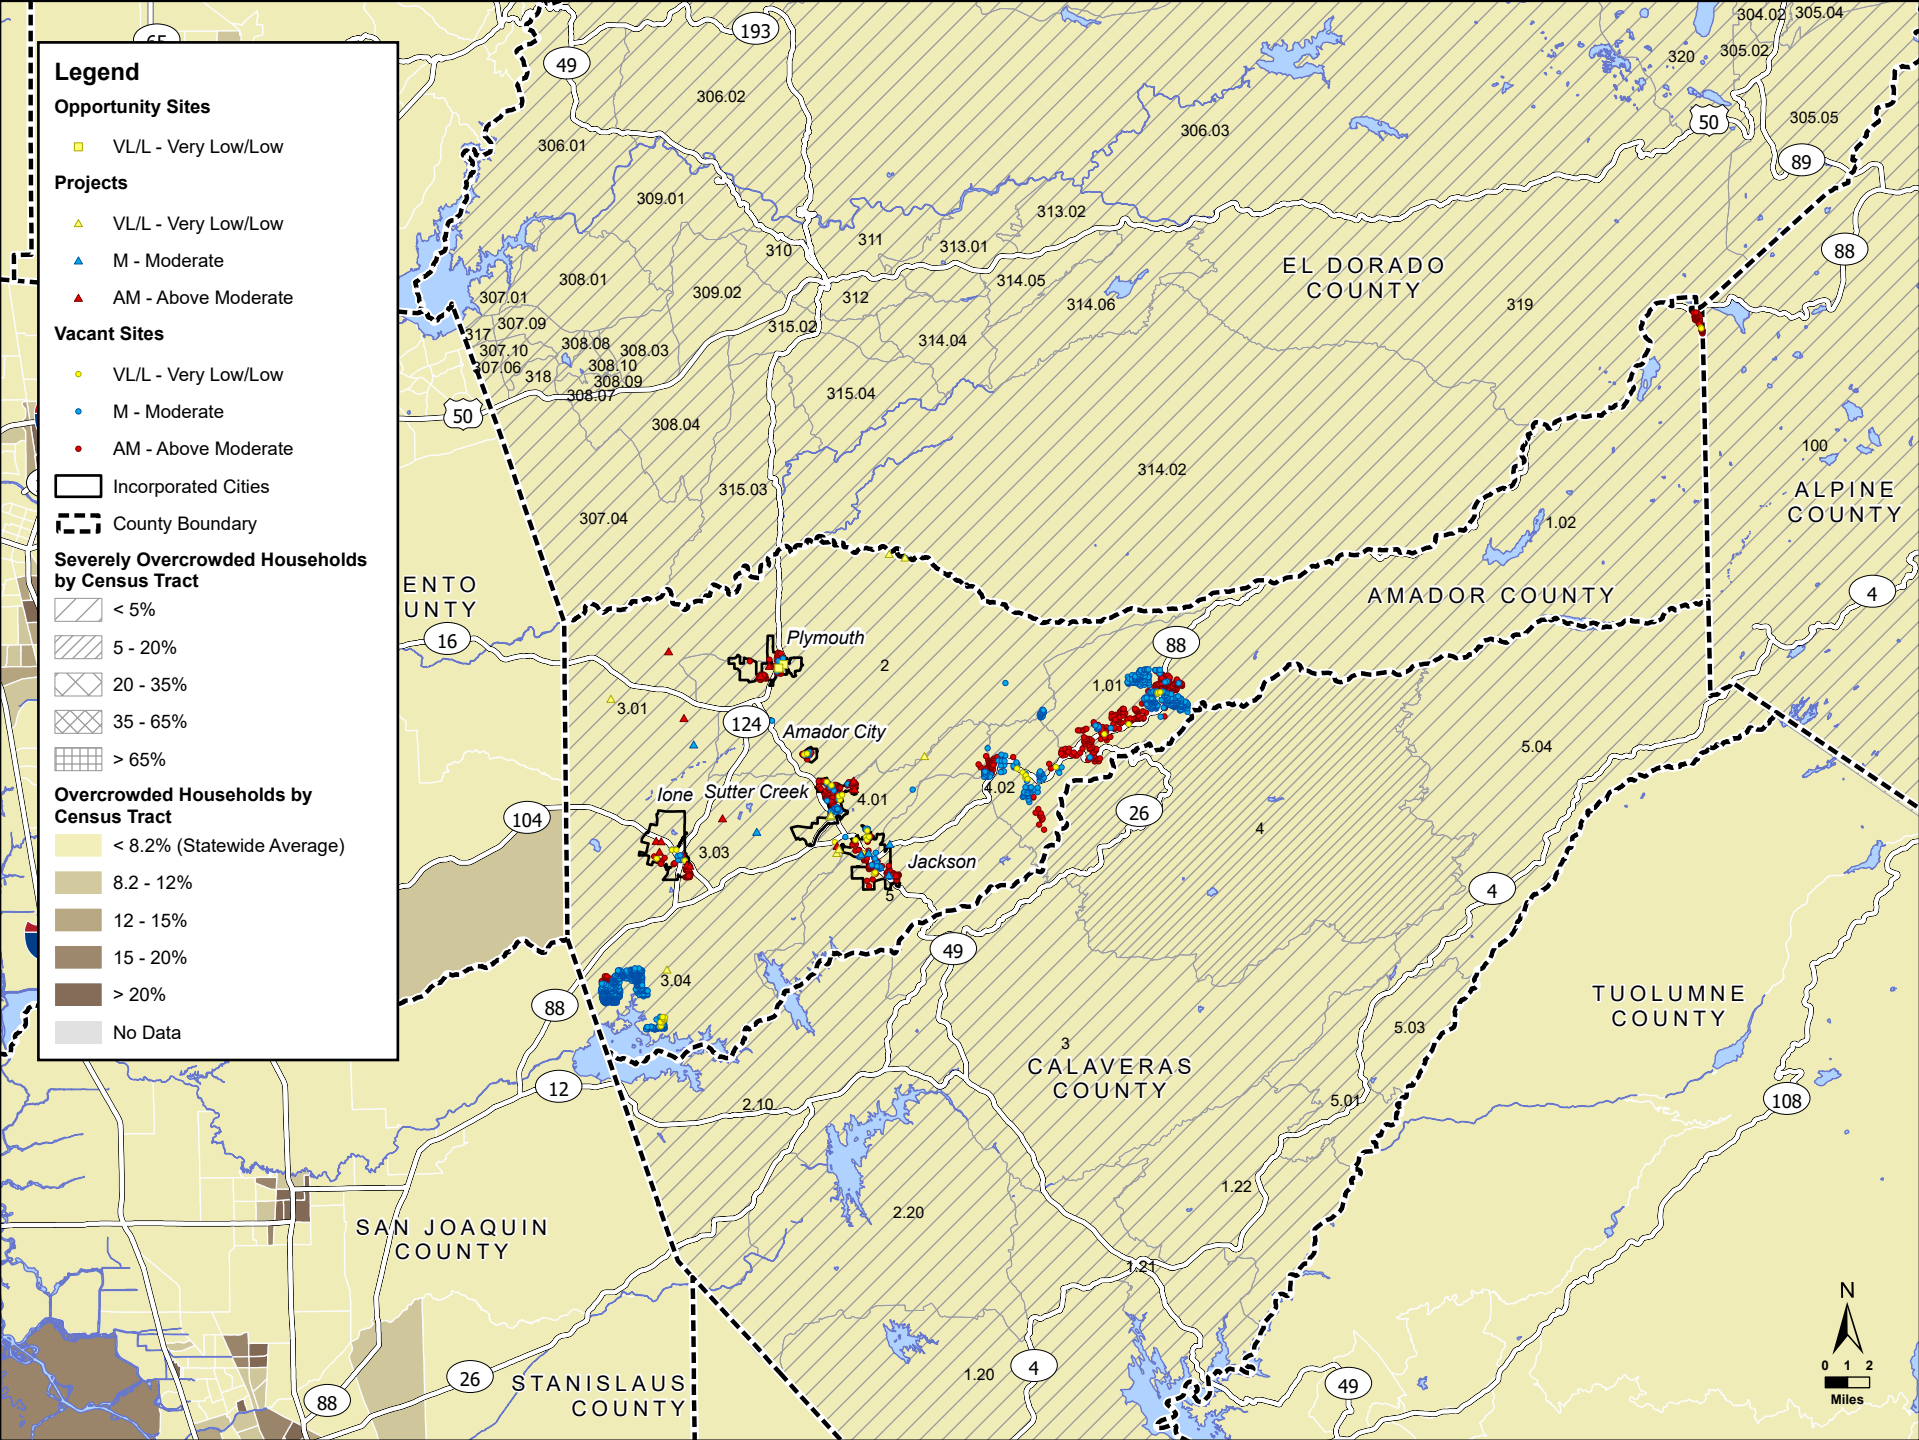 Legend
Opportunity Sites
VL/L - Very Low/Low
Projects
VL/L - Very Low/Low
M - Moderate
AM - Above Moderate
Vacant Sites
VL/L - Very Low/Low
M - Moderate
AM - Above Moderate
Incorporated Cities
County Boundary
Severely Overcrowded Households
by Census Tract
< 5%
5 - 20%
20 - 35%
35 - 65%
> 65%
Overcrowded Households by
Census Tract
< 8.2% (Statewide Average)
8.2 - 12%
12 - 15%
15 - 20%
> 20%
No Data
65
49
193
304.02
305.04
305.02
320
306.02
306.03
50
305.05
306.01
89
309.01
313.02
310
311
313.01
88
EL DORADO
COUNTY
308.01
309.02
312
314.05
314.06
319
307.01
307.09
317
315.02
308.08
308.03
314.04
307.10
308.10
307.06
318
308.09
308.07
315.04
50
308.04
100
314.02
315.03
ALPINE
COUNTY
307.04
1.02
ENTO
UNTY
AMADOR COUNTY
4
16
Plymouth
88
2
1.01
3.01
124
Amador City
5.04
Ione
Sutter Creek
4.01
4.02
26
104
4
3.03
Jackson
5
4
49
3.04
88
TUOLUMNE
COUNTY
5.03
3
CALAVERAS
COUNTY
12
2.10
5.01
108
1.22
2.20
SAN JOAQUIN
COUNTY
1.21
N
0 1 2
Miles
26
1.20
4
49
STANISLAUS
COUNTY
88